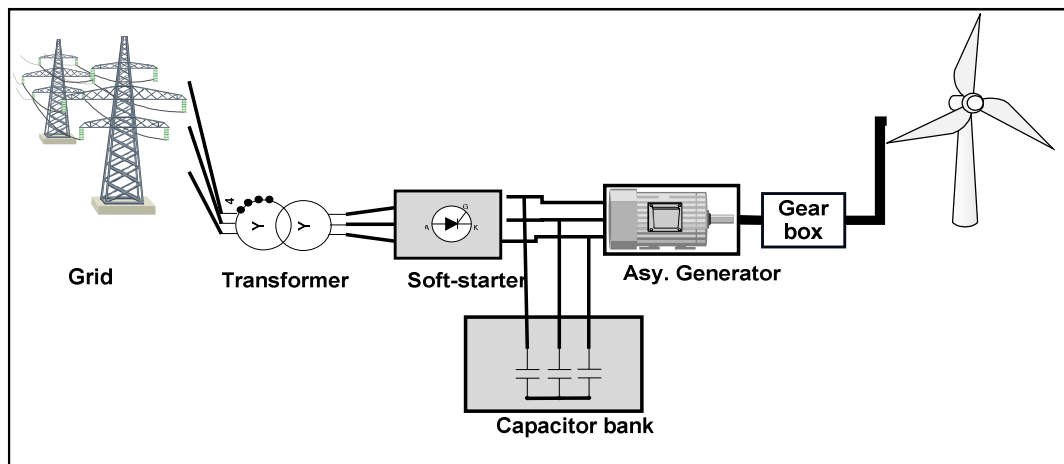 4
Y
Y
G
A
K
Gear
box
Grid
Transformer
Soft-starter
Asy. Generator
Capacitor bank